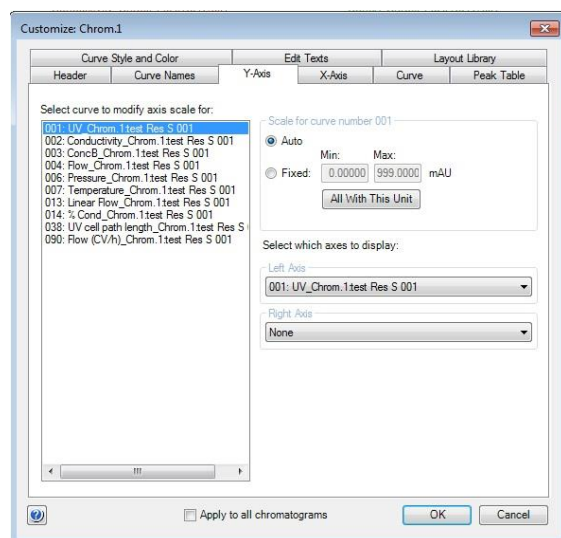 Customize: Chrom.1
Curve Style and Color
Edit Texts
Layout Library
Header
Curve Names
Y-Axis
X-Axis
Curve
Peak Table
Select curve to modify axis scale for:
001: UV_Chrom.1:test Res S 001
002: Conductivity_Chrom.1:test Res S 001
003: ConcB_Chrom.1:test Res S 001
004: Flow_Chrom.1:test Res S 001
006: Pressure_Chrom.1:test Res S 001
007: Temperature_Chrom.1:test Res S 001
013: Linear Flow_Chrom.1:test Res S 001
014: % Cond_Chrom.1:test Res S 001
038: UV cell path length_Chrom.1:test Res S
090: Flow (CV/h)_Chrom.1:test Res S 001
Scale for curve number 001
Auto
Min: Max:
Fixed: 0.00000 999.0000 mAU
All With This Unit
Select which axes to display:
Left Axis
001: UV_Chrom.1:test Res S 001
Right Axis
None
Apply to all chromatograms
OK
Cancel